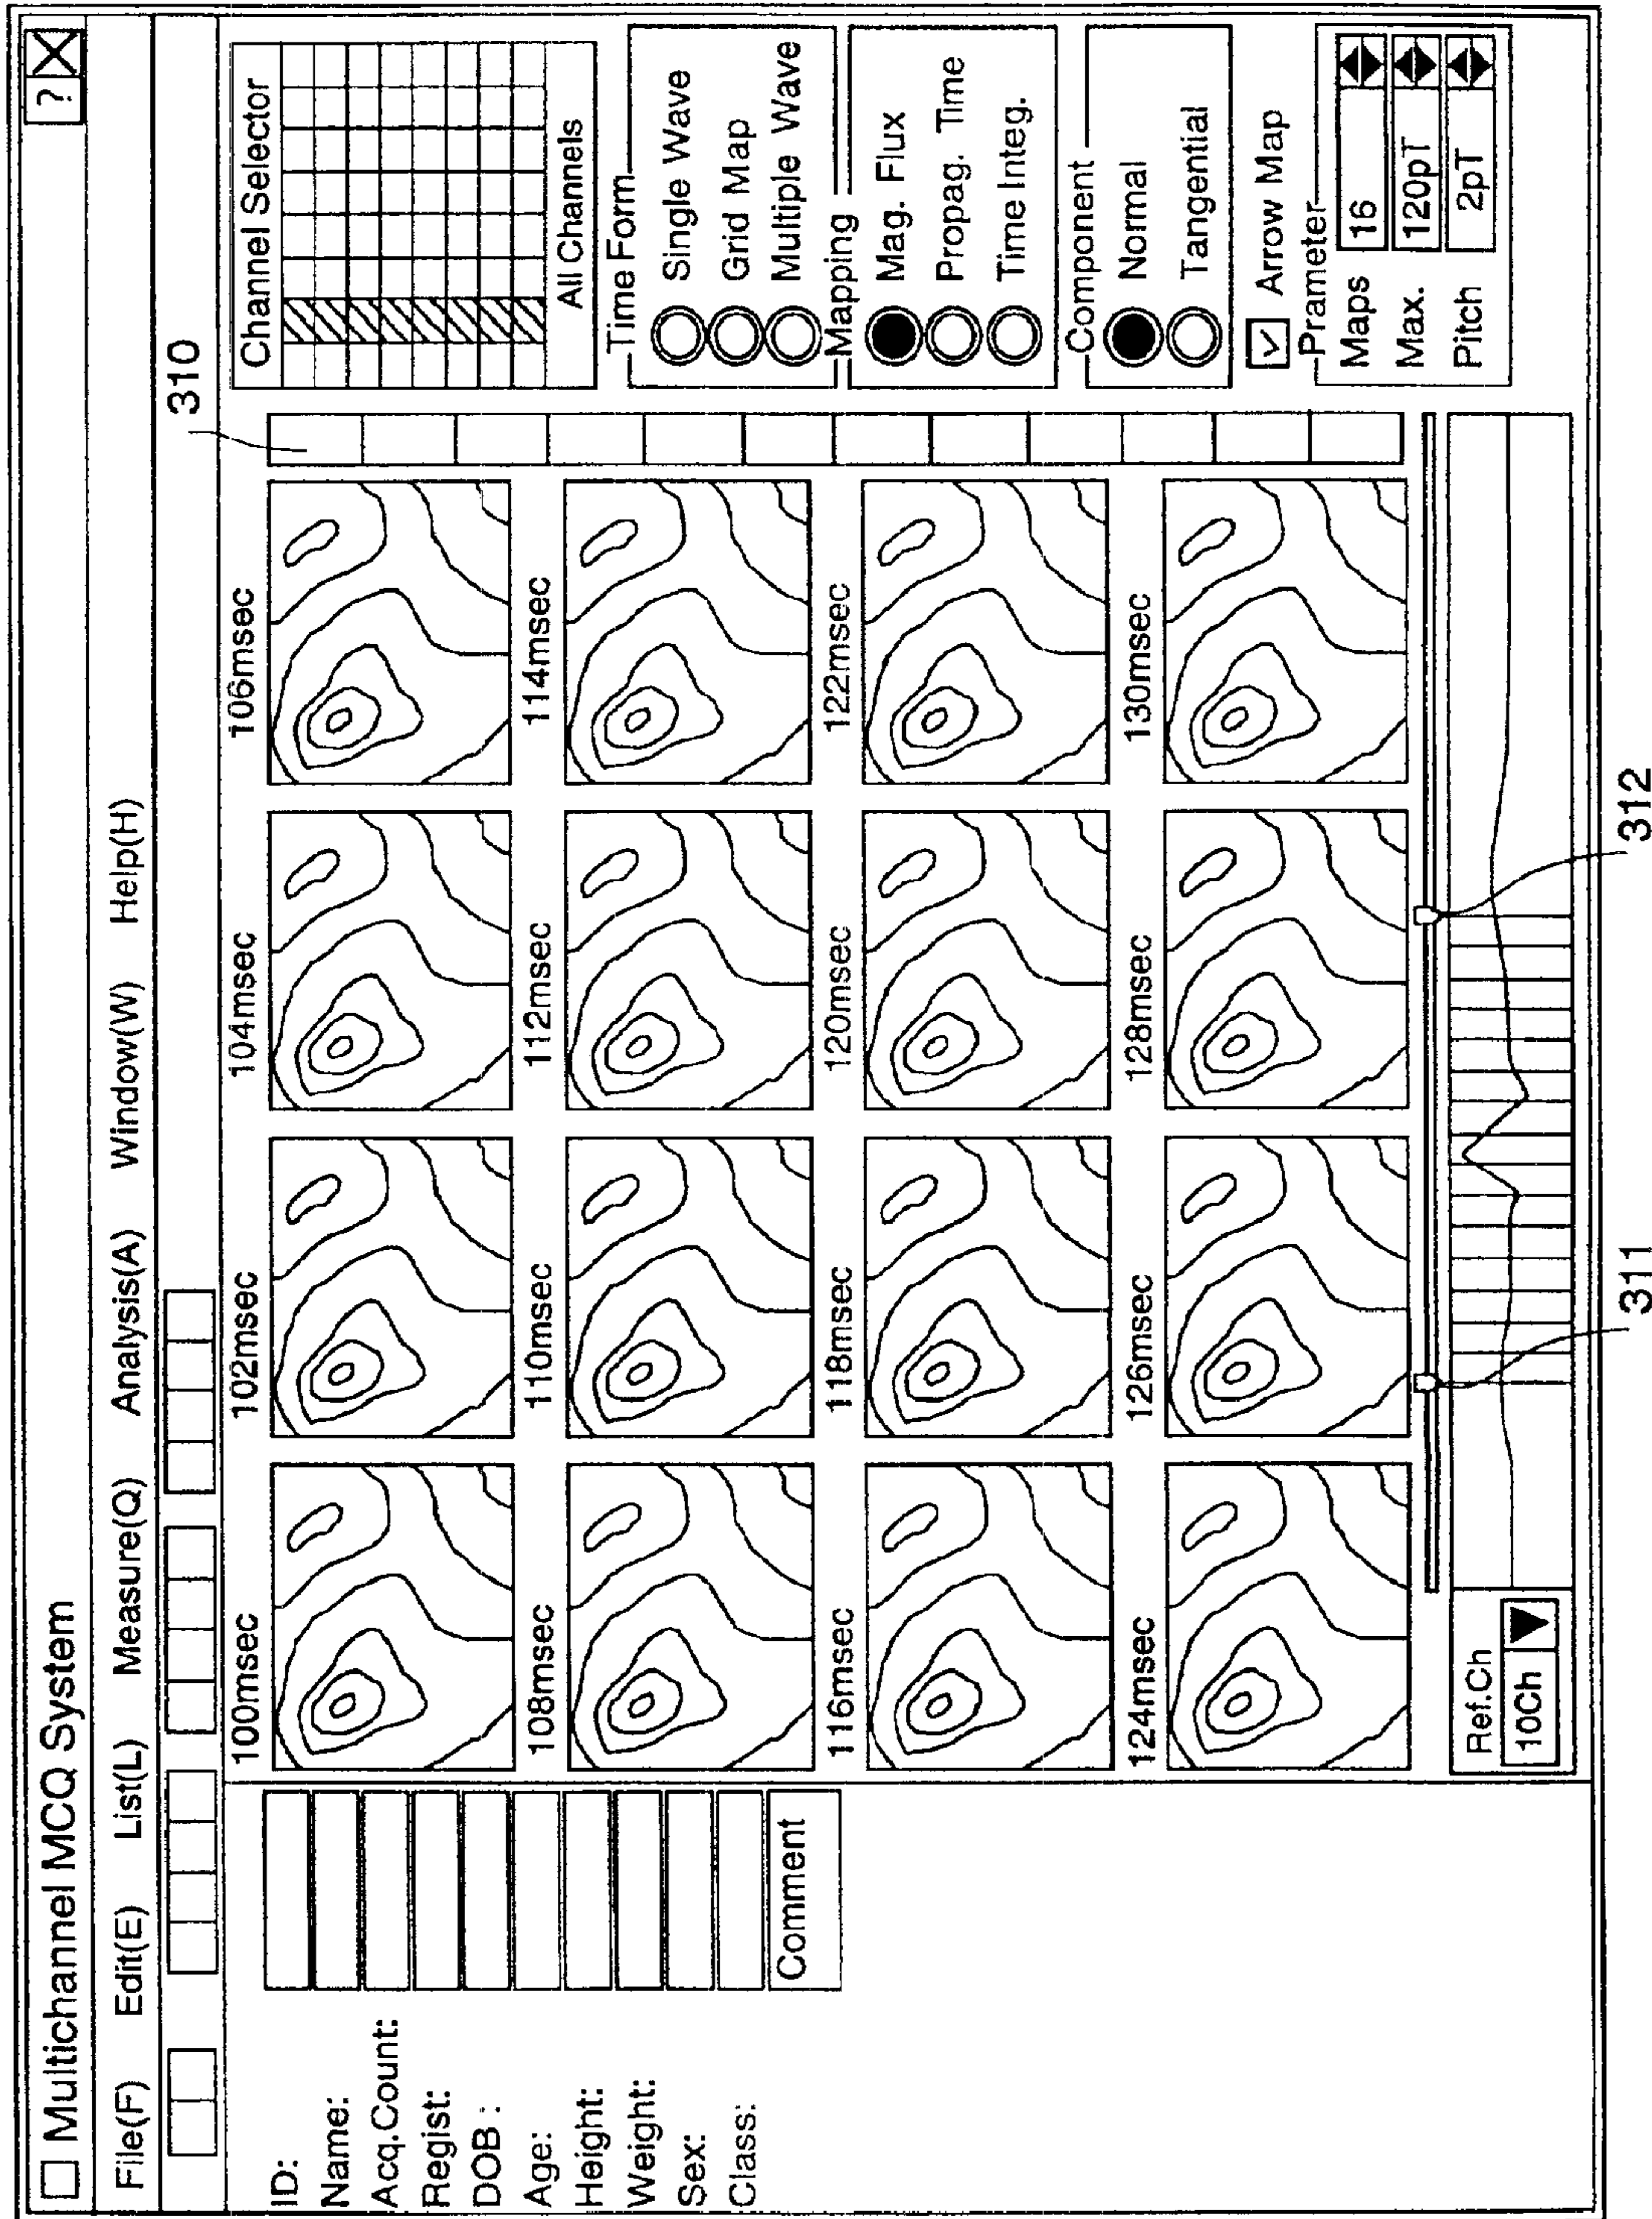 Multichannel MCQ System
? X
File(F) Edit(E) List(L) Measure(Q) Analysis(A) Window(W) Help(H)
310
ID:
Name:
Acq.Count:
Regist:
DOB :
Age:
Height:
Weight:
Sex:
Class:
Comment
100msec 102msec 104msec 106msec
108msec 110msec 112msec 114msec
116msec 118msec 120msec 122msec
124msec 126msec 128msec 130msec
Ref.Ch
10Ch
Channel Selector
All Channels
Time Form
Single Wave
Grid Map
Multiple Wave
Mapping
Mag. Flux
Propag. Time
Time Integ.
Component
Normal
Tangential
Arrow Map
Prameter
Maps 16
Max. 120pT
Pitch 2pT
311 312